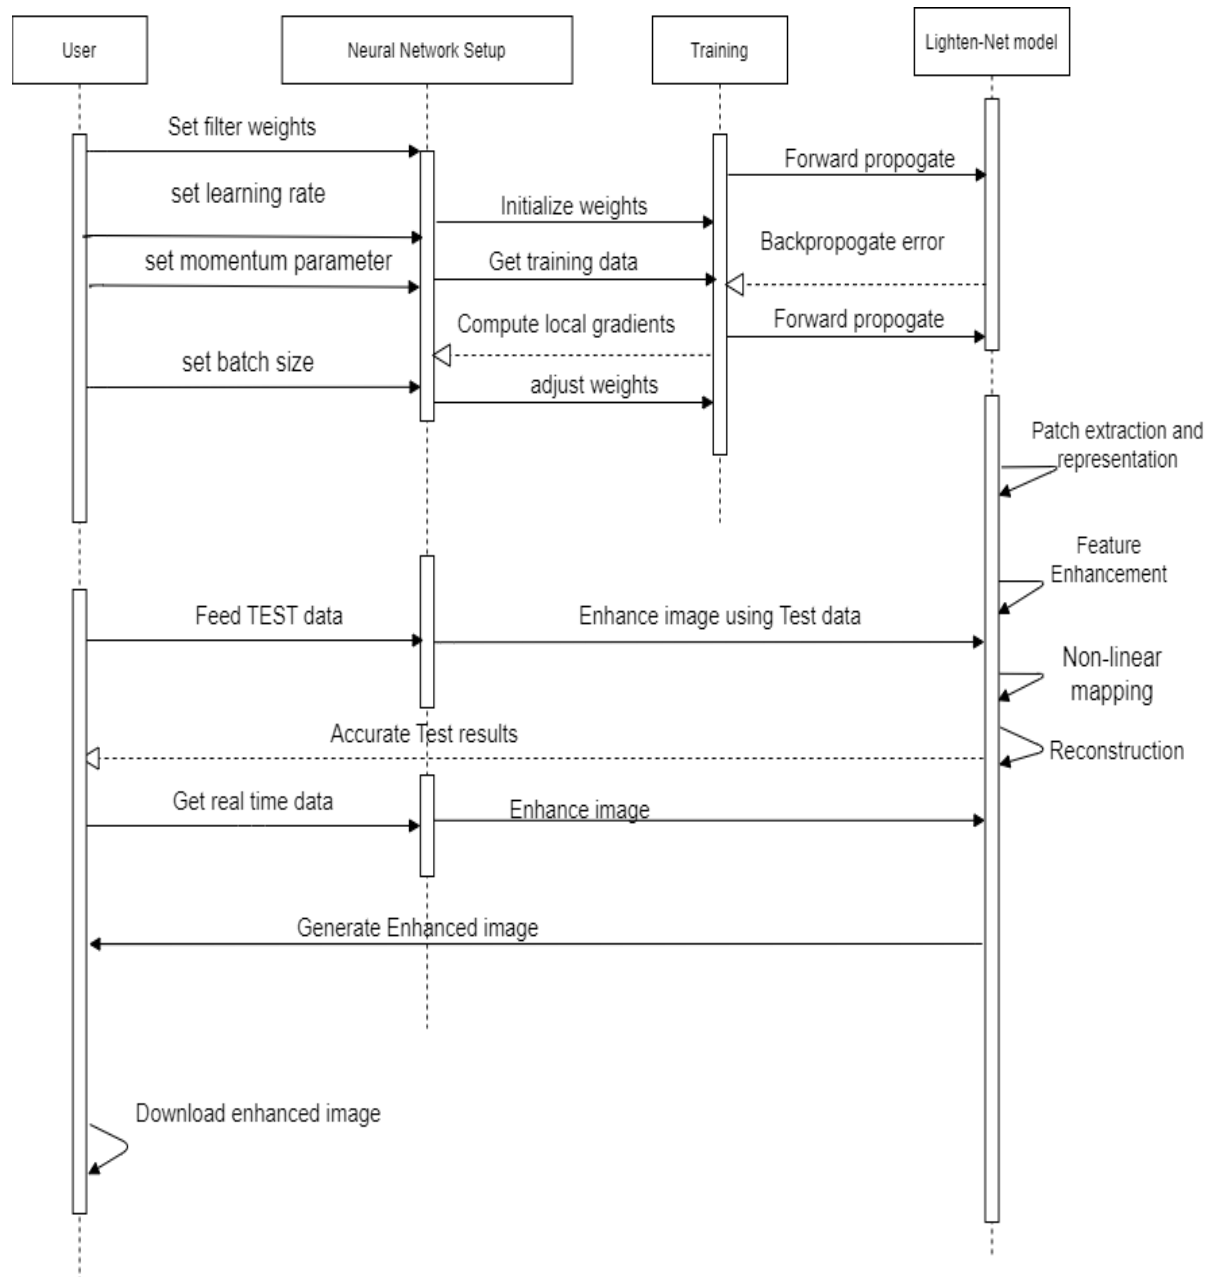 User
Neural Network Setup
Training
Lighten-Net model
Set filter weights
Forward propogate
set learning rate
Initialize weights
Backpropogate error
set momentum parameter
Get training data
Compute local gradients
Forward propogate
set batch size
adjust weights
Patch extraction and
representation
Feature
Enhancement
Feed TEST data
Enhance image using Test data
Non-linear
mapping
Accurate Test results
Reconstruction
Get real time data
Enhance image
Generate Enhanced image
Download enhanced image